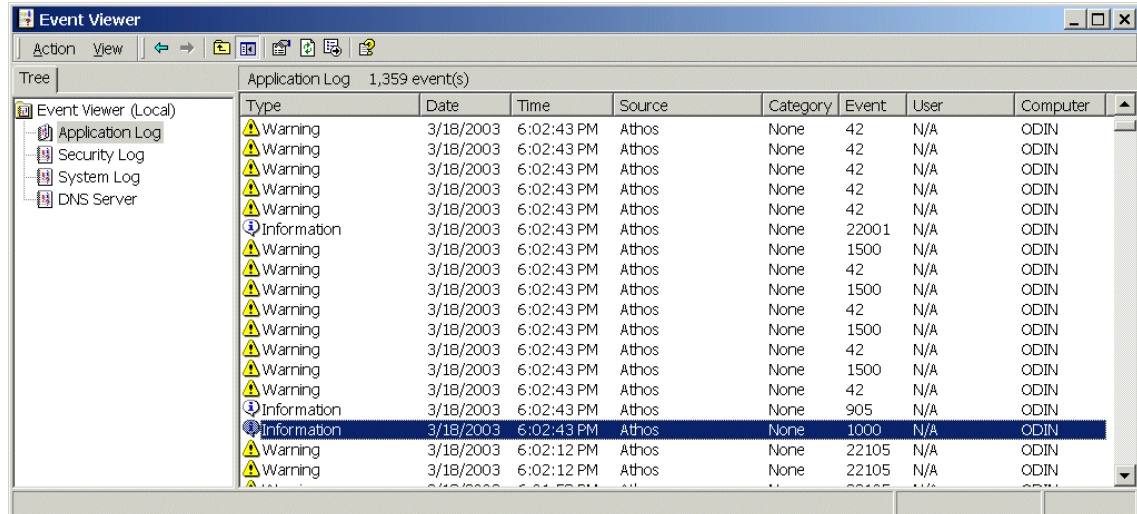 Event Viewer
Action View
Tree
Application Log 1,359 event(s)
Event Viewer (Local)
Application Log
Security Log
System Log
DNS Server
Type Date Time Source Category Event User Computer
Warning 3/18/2003 6:02:43 PM Athos None 42 N/A ODIN
Warning 3/18/2003 6:02:43 PM Athos None 42 N/A ODIN
Warning 3/18/2003 6:02:43 PM Athos None 42 N/A ODIN
Warning 3/18/2003 6:02:43 PM Athos None 42 N/A ODIN
Warning 3/18/2003 6:02:43 PM Athos None 42 N/A ODIN
Information 3/18/2003 6:02:43 PM Athos None 22001 N/A ODIN
Warning 3/18/2003 6:02:43 PM Athos None 1500 N/A ODIN
Warning 3/18/2003 6:02:43 PM Athos None 42 N/A ODIN
Warning 3/18/2003 6:02:43 PM Athos None 1500 N/A ODIN
Warning 3/18/2003 6:02:43 PM Athos None 42 N/A ODIN
Warning 3/18/2003 6:02:43 PM Athos None 1500 N/A ODIN
Warning 3/18/2003 6:02:43 PM Athos None 42 N/A ODIN
Warning 3/18/2003 6:02:43 PM Athos None 1500 N/A ODIN
Warning 3/18/2003 6:02:43 PM Athos None 42 N/A ODIN
Information 3/18/2003 6:02:43 PM Athos None 905 N/A ODIN
Information 3/18/2003 6:02:43 PM Athos None 1000 N/A ODIN
Warning 3/18/2003 6:02:12 PM Athos None 22105 N/A ODIN
Warning 3/18/2003 6:02:12 PM Athos None 22105 N/A ODIN